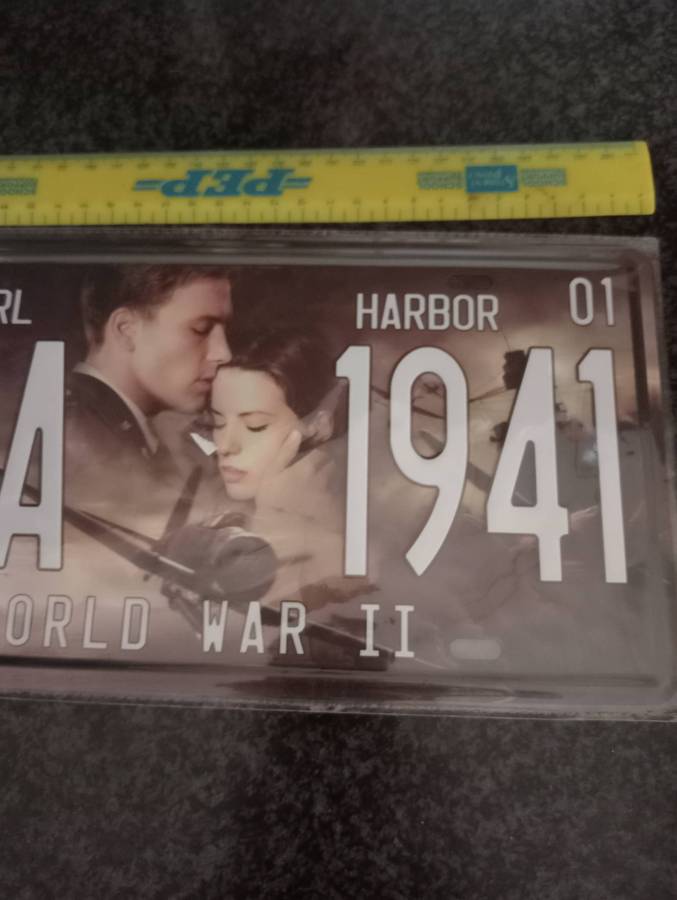 PEP
RL HARBOR 01
A 1941
ORLD WAR II